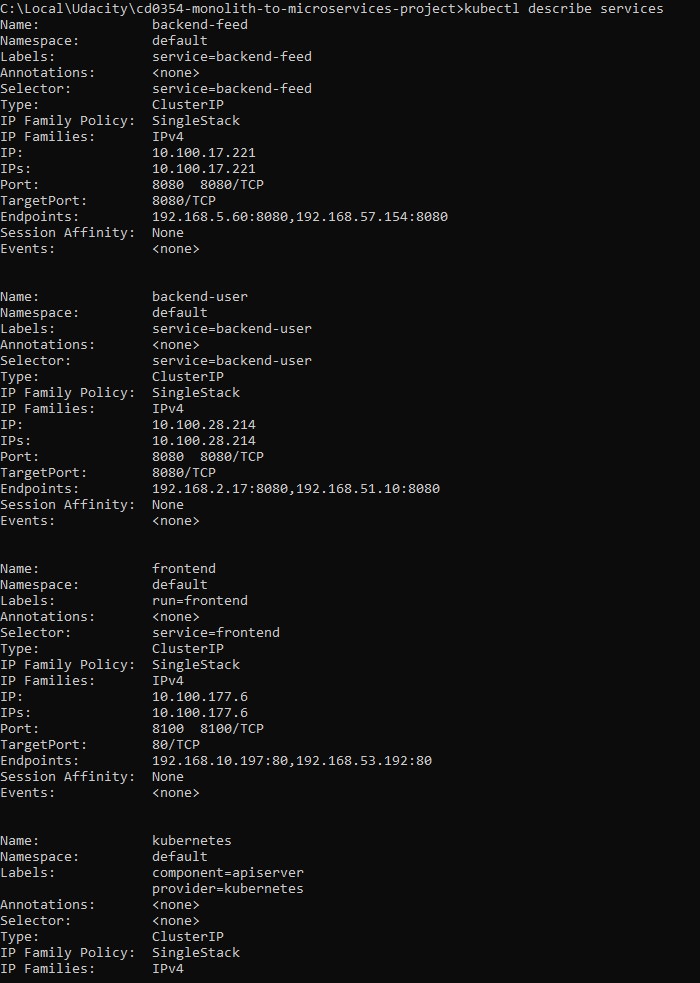 C:\Local\Udacity\cd0354-monolith-to-microservices-project>kubectl describe services
Name:              backend-feed
Namespace:         default
Labels:            service=backend-feed
Annotations:       <none>
Selector:          service=backend-feed
Type:              ClusterIP
IP Family Policy:  SingleStack
IP Families:       IPv4
IP:                10.100.17.221
IPs:               10.100.17.221
Port:              8080  8080/TCP
TargetPort:        8080/TCP
Endpoints:         192.168.5.60:8080,192.168.57.154:8080
Session Affinity:  None
Events:            <none>
Name:              backend-user
Namespace:         default
Labels:            service=backend-user
Annotations:       <none>
Selector:          service=backend-user
Type:              ClusterIP
IP Family Policy:  SingleStack
IP Families:       IPv4
IP:                10.100.28.214
IPs:               10.100.28.214
Port:              8080  8080/TCP
TargetPort:        8080/TCP
Endpoints:         192.168.2.17:8080,192.168.51.10:8080
Session Affinity:  None
Events:            <none>
Name:              frontend
Namespace:         default
Labels:            run=frontend
Annotations:       <none>
Selector:          service=frontend
Type:              ClusterIP
IP Family Policy:  SingleStack
IP Families:       IPv4
IP:                10.100.177.6
IPs:               10.100.177.6
Port:              8100  8100/TCP
TargetPort:        80/TCP
Endpoints:         192.168.10.197:80,192.168.53.192:80
Session Affinity:  None
Events:            <none>
Name:              kubernetes
Namespace:         default
Labels:            component=apiserver
                   provider=kubernetes
Annotations:       <none>
Selector:          <none>
Type:              ClusterIP
IP Family Policy:  SingleStack
IP Families:       IPv4